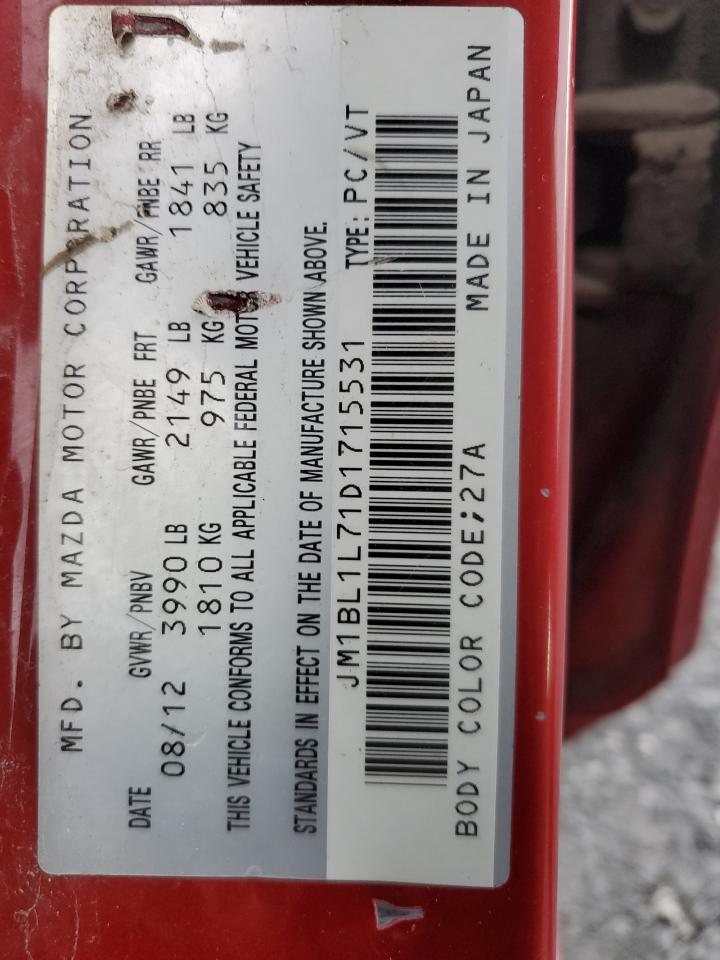 MFD. BY MAZDA MOTOR CORPORATION
DATE GVWR/PNBV GAWR/PNBE FRT GAWR/PNBE RR
08/12 3990 LB 2149 LB 1841 LB
1810 KG 975 KG 835 KG
THIS VEHICLE CONFORMS TO ALL APPLICABLE FEDERAL MOTOR VEHICLE SAFETY
STANDARDS IN EFFECT ON THE DATE OF MANUFACTURE SHOWN ABOVE.
JM1BL1L71D1715531 TYPE: PC/VT
BODY COLOR CODE;27A MADE IN JAPAN